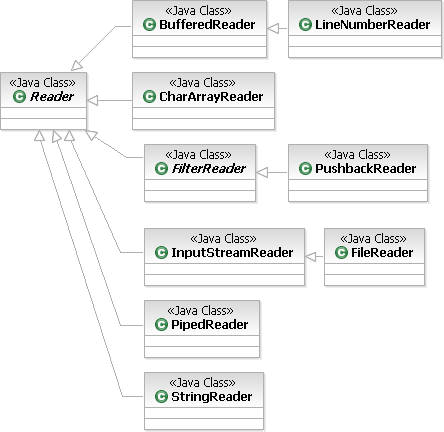 «Java Class»
BufferedReader
«Java Class»
LineNumberReader
«Java Class»
Reader
«Java Class»
CharArrayReader
«Java Class»
FilterReader
«Java Class»
PushbackReader
«Java Class»
InputStreamReader
«Java Class»
FileReader
«Java Class»
PipedReader
«Java Class»
StringReader